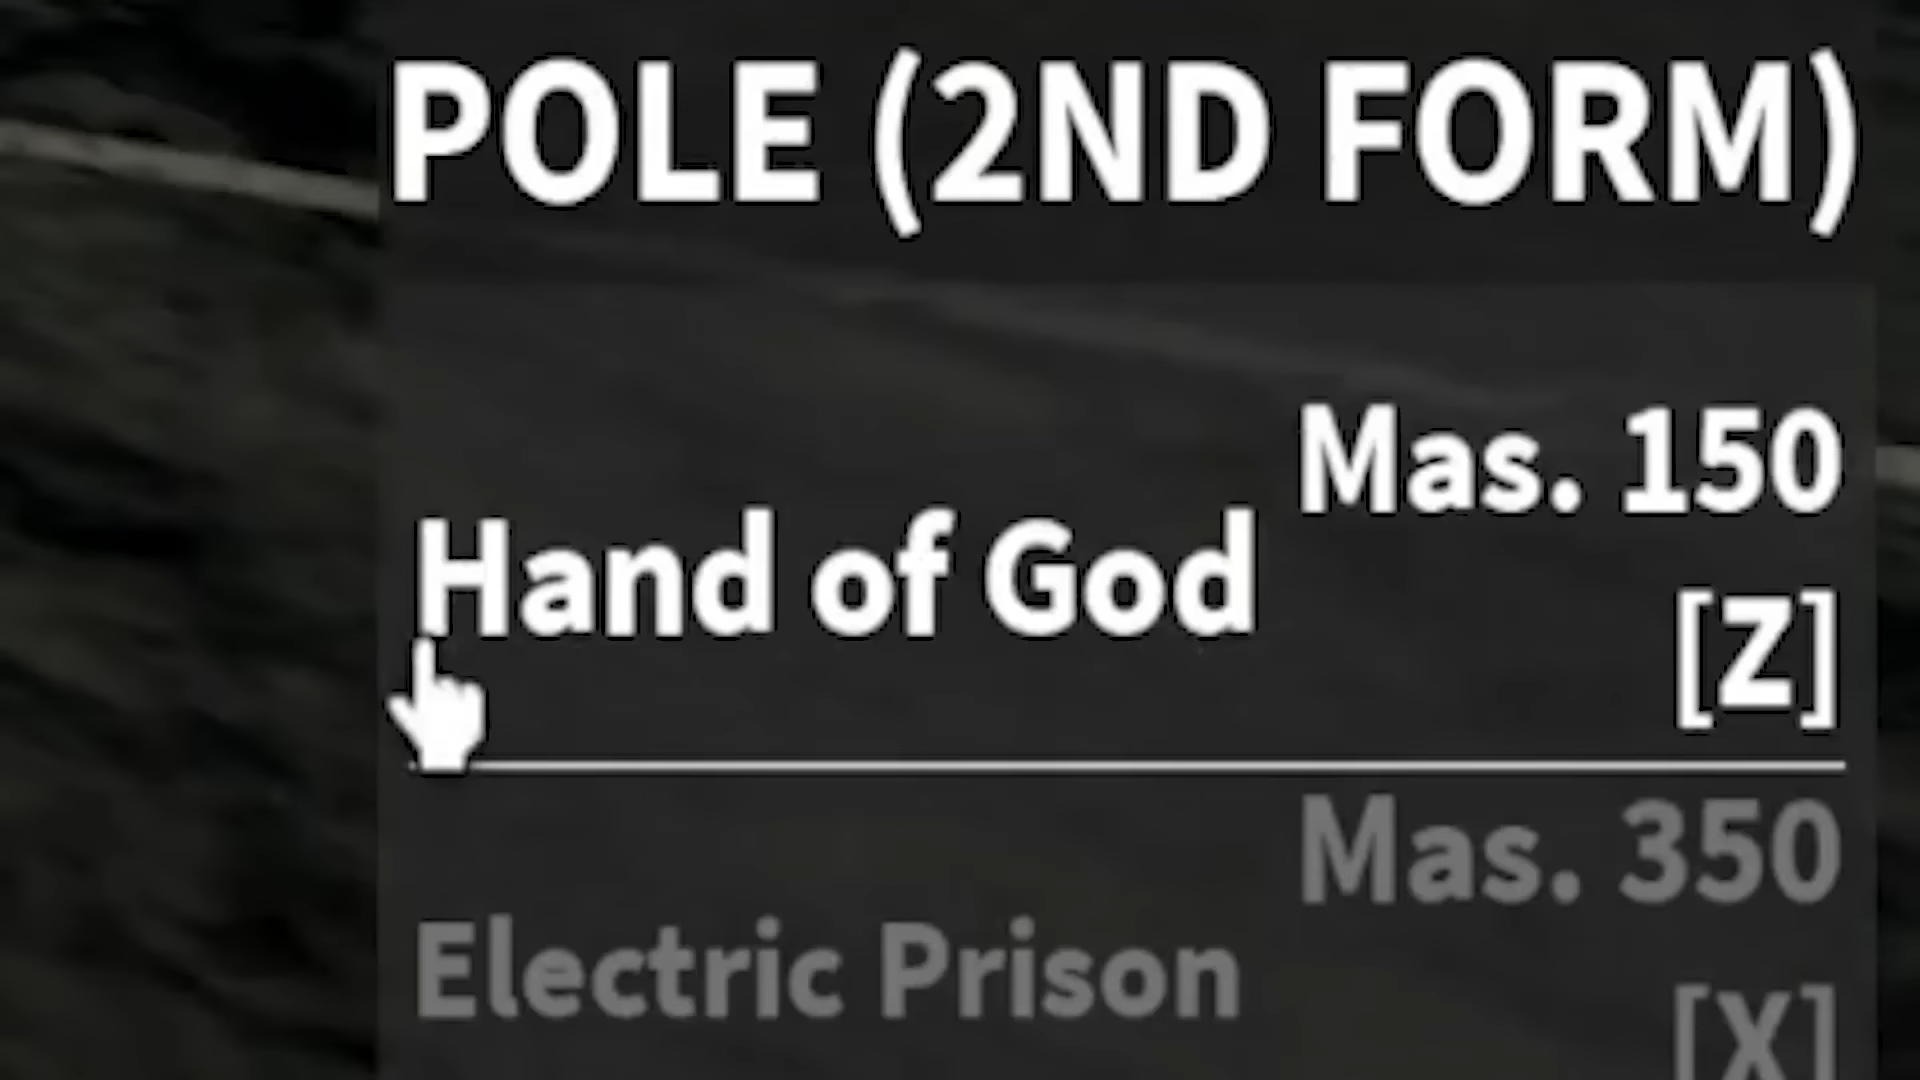 POLE (2ND FORM)
Mas. 150
Hand of God
[Z]
Mas. 350
Electric Prison
[X]